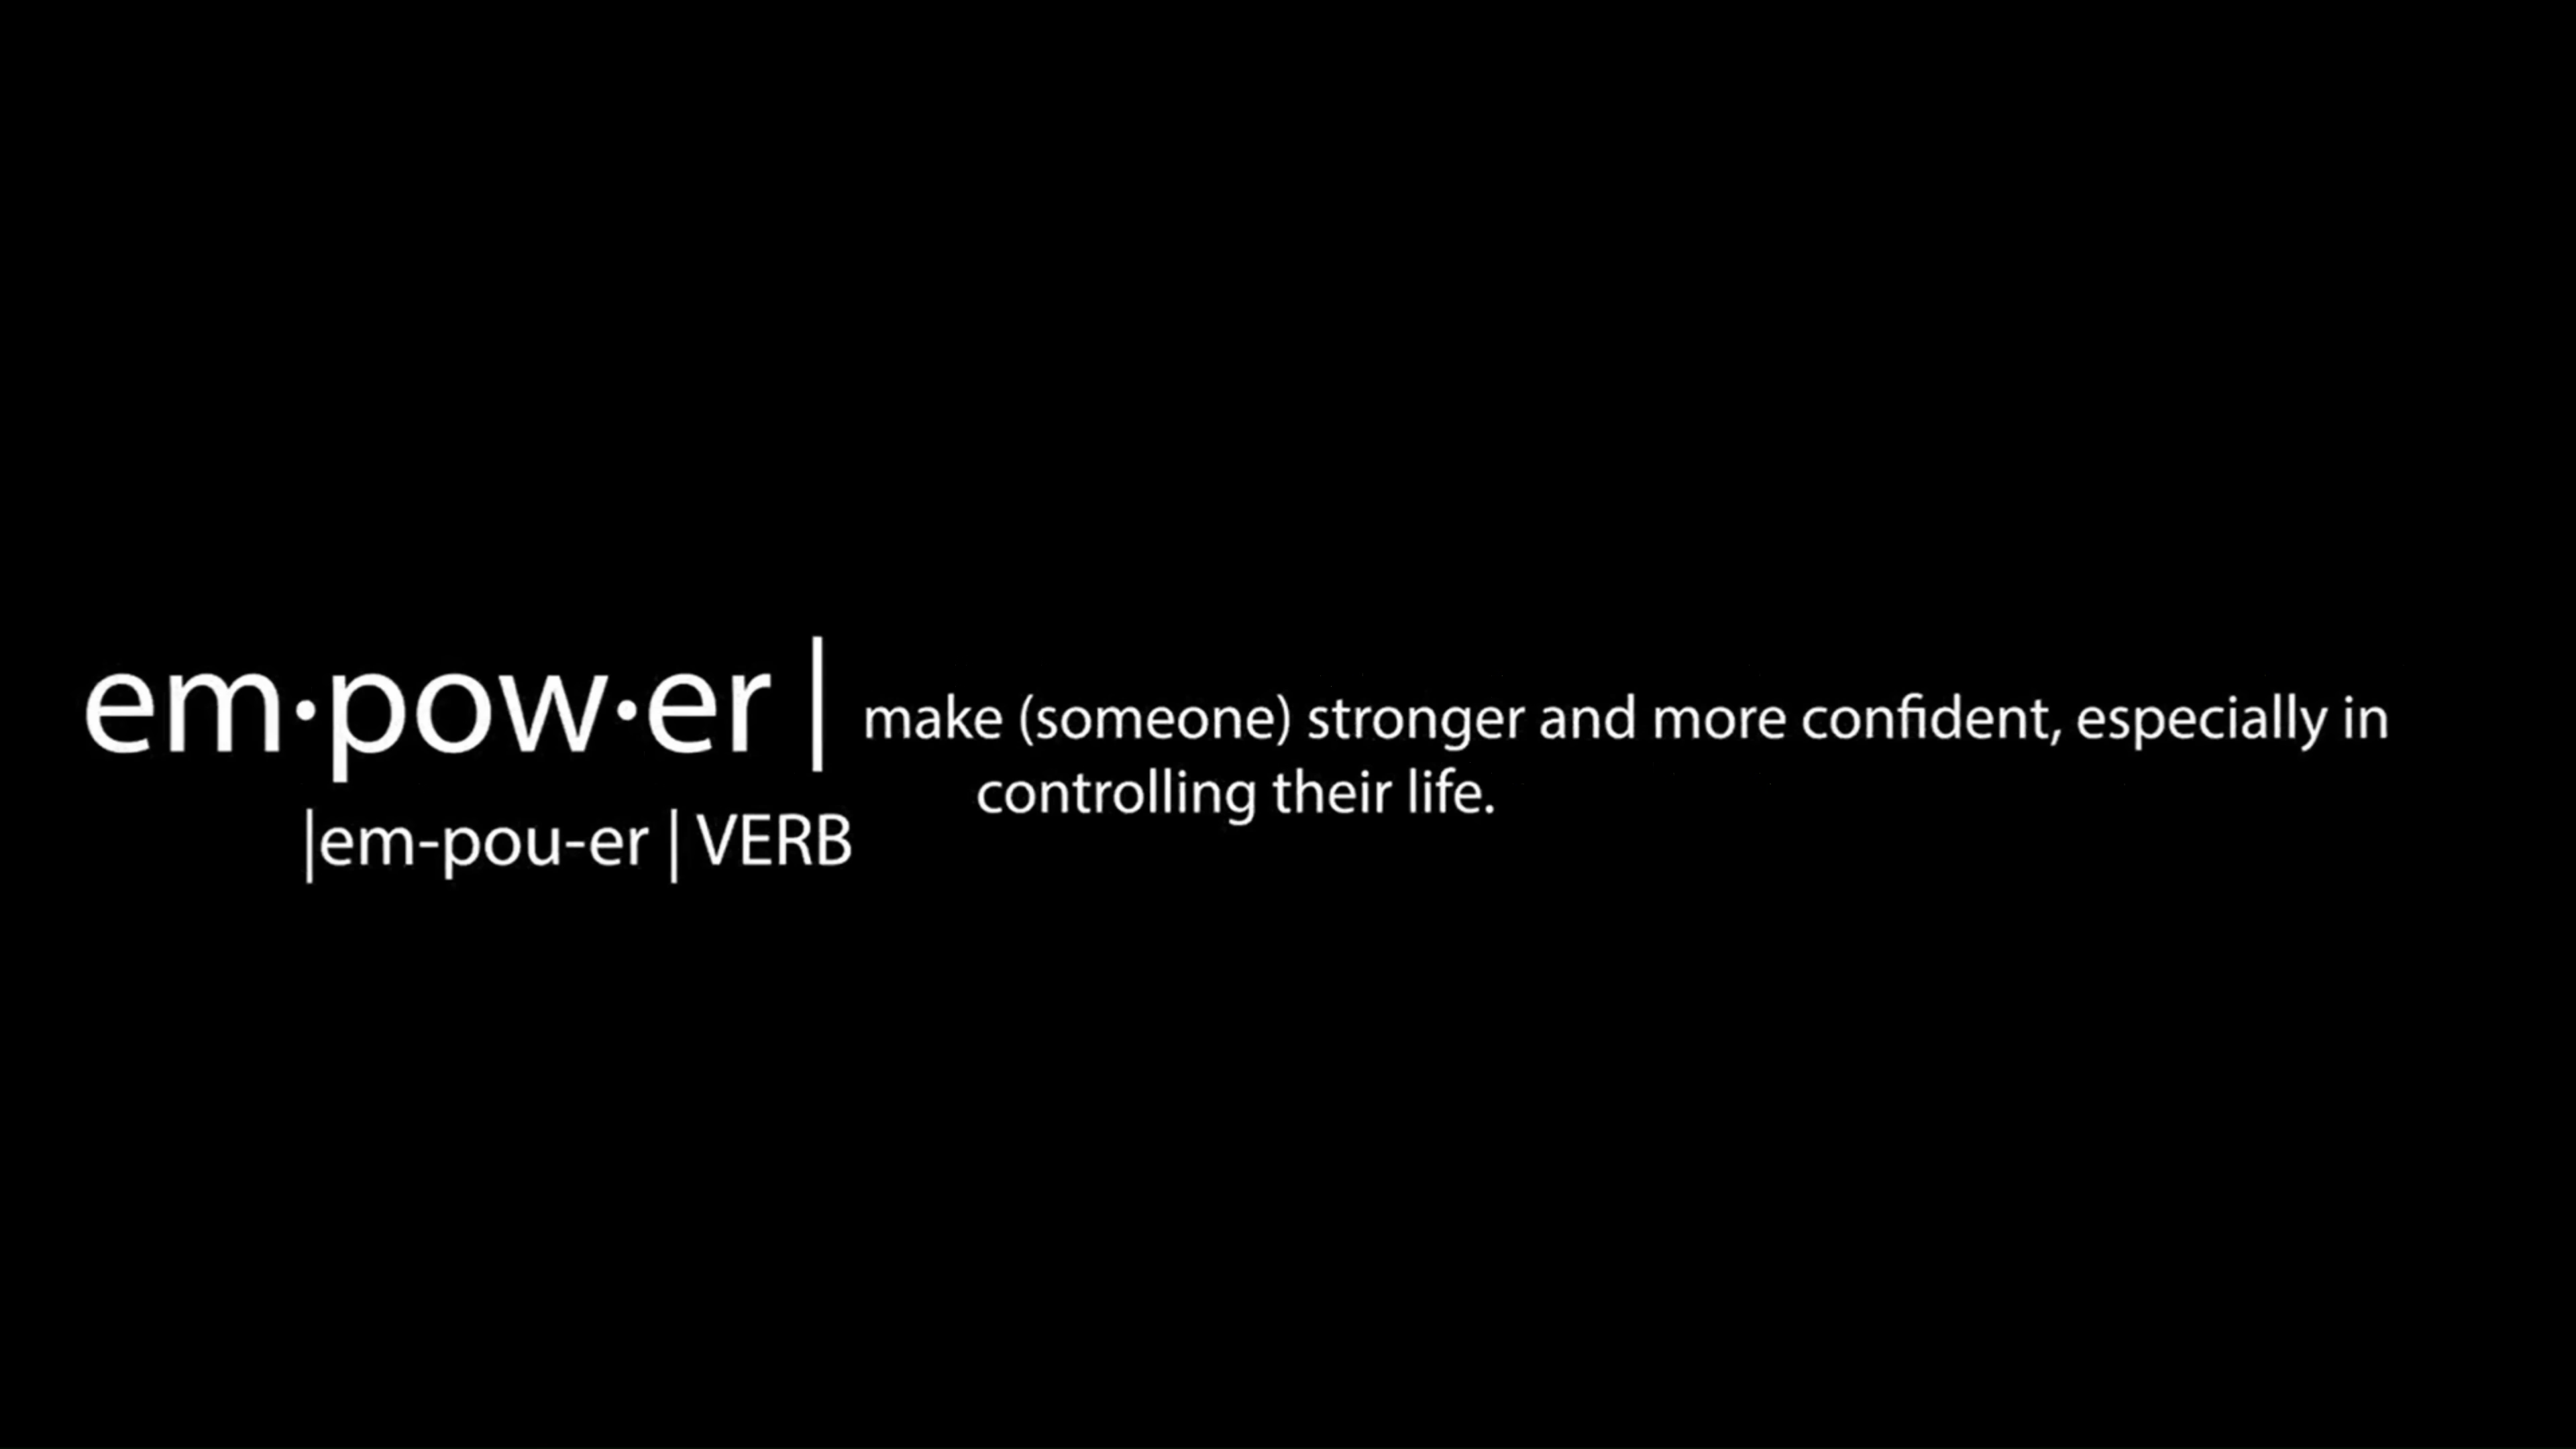 em·pow·er | make (someone) stronger and more confident, especially in
controlling their life.
|em-pou-er | VERB